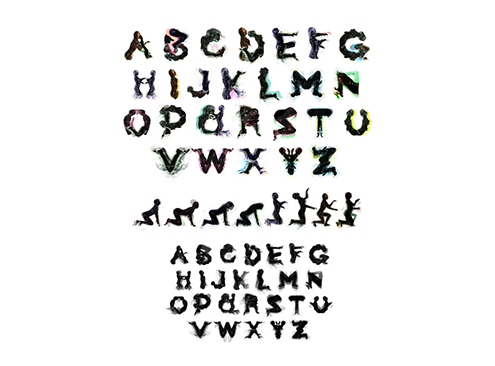 ABCDEFG
HIJKLMN
OPQRSTU
VWXYZ
ABCDEFG
HIJKLMN
OPQRSTU
VWXYZ